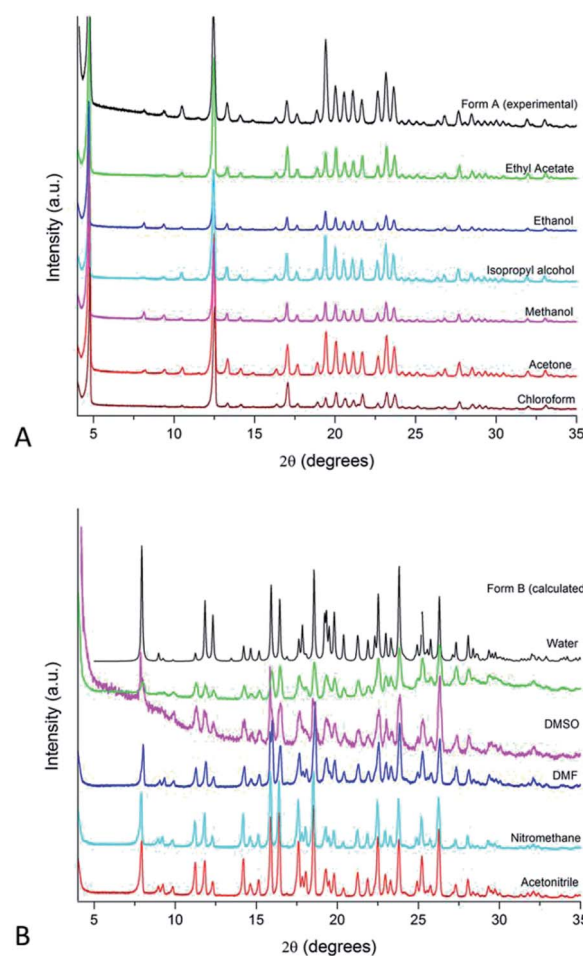 Form A (experimental)
Ethyl Acetate
Ethanol
Isopropyl alcohol
Methanol
Acetone
Chloroform
Intensity (a.u.)
5 10 15 20 25 30 35
2θ (degrees)
A
Form B (calculated
Water
DMSO
DMF
Nitromethane
Acetonitrile
Intensity (a.u.)
5 10 15 20 25 30 35
2θ (degrees)
B